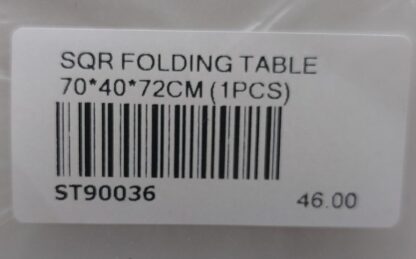 SQR FOLDING TABLE
70*40*72CM (1PCS)
ST90036
46.00